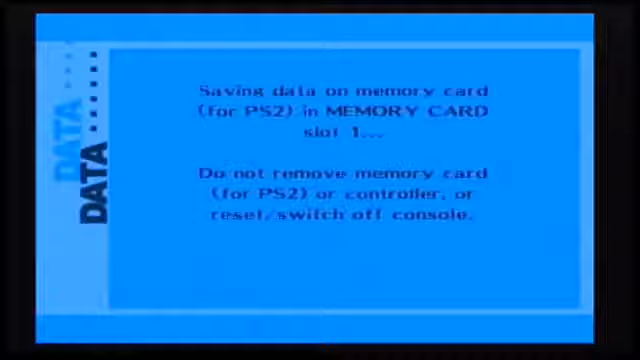 Saving data on memory card
(for PS2) in MEMORY CARD
slot 1...
Do not remove memory card
(for PS2) or controller, or
reset/switch off console.
DATA
DATA